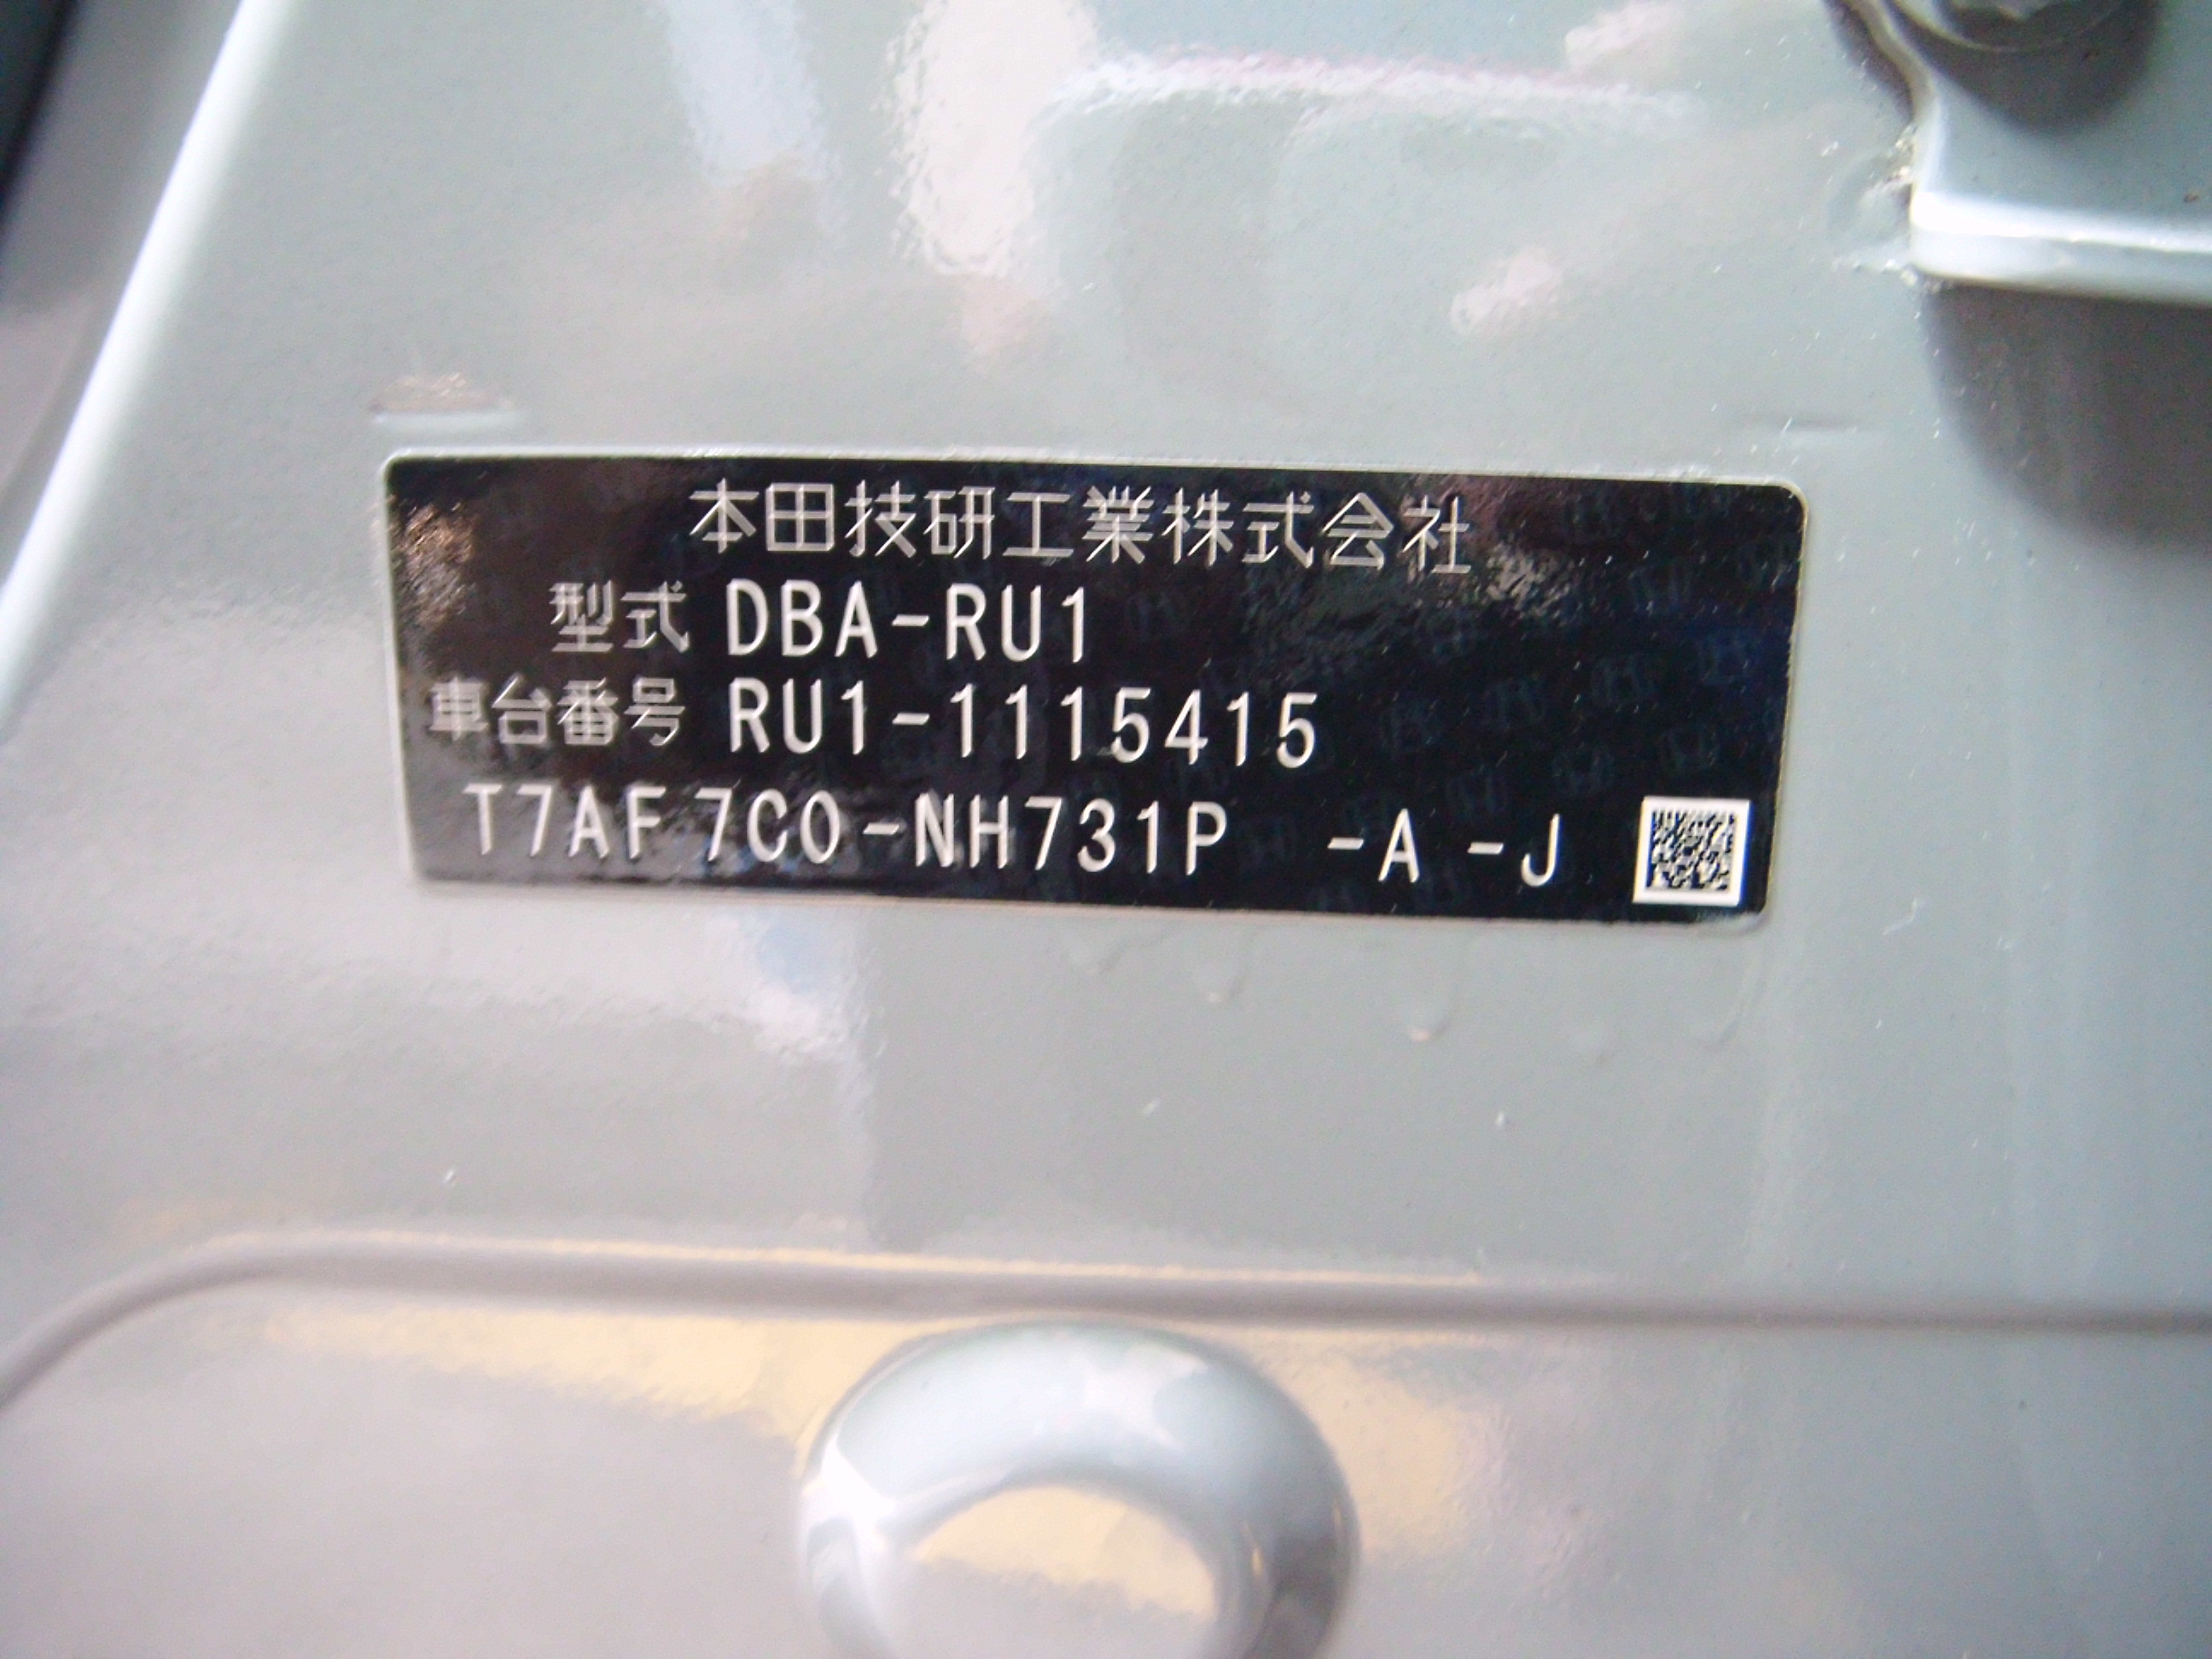 本田技研工業株式会社
型式 DBA-RU1
車台番号 RU1-1115415
T7AF7C0-NH731P -A -J